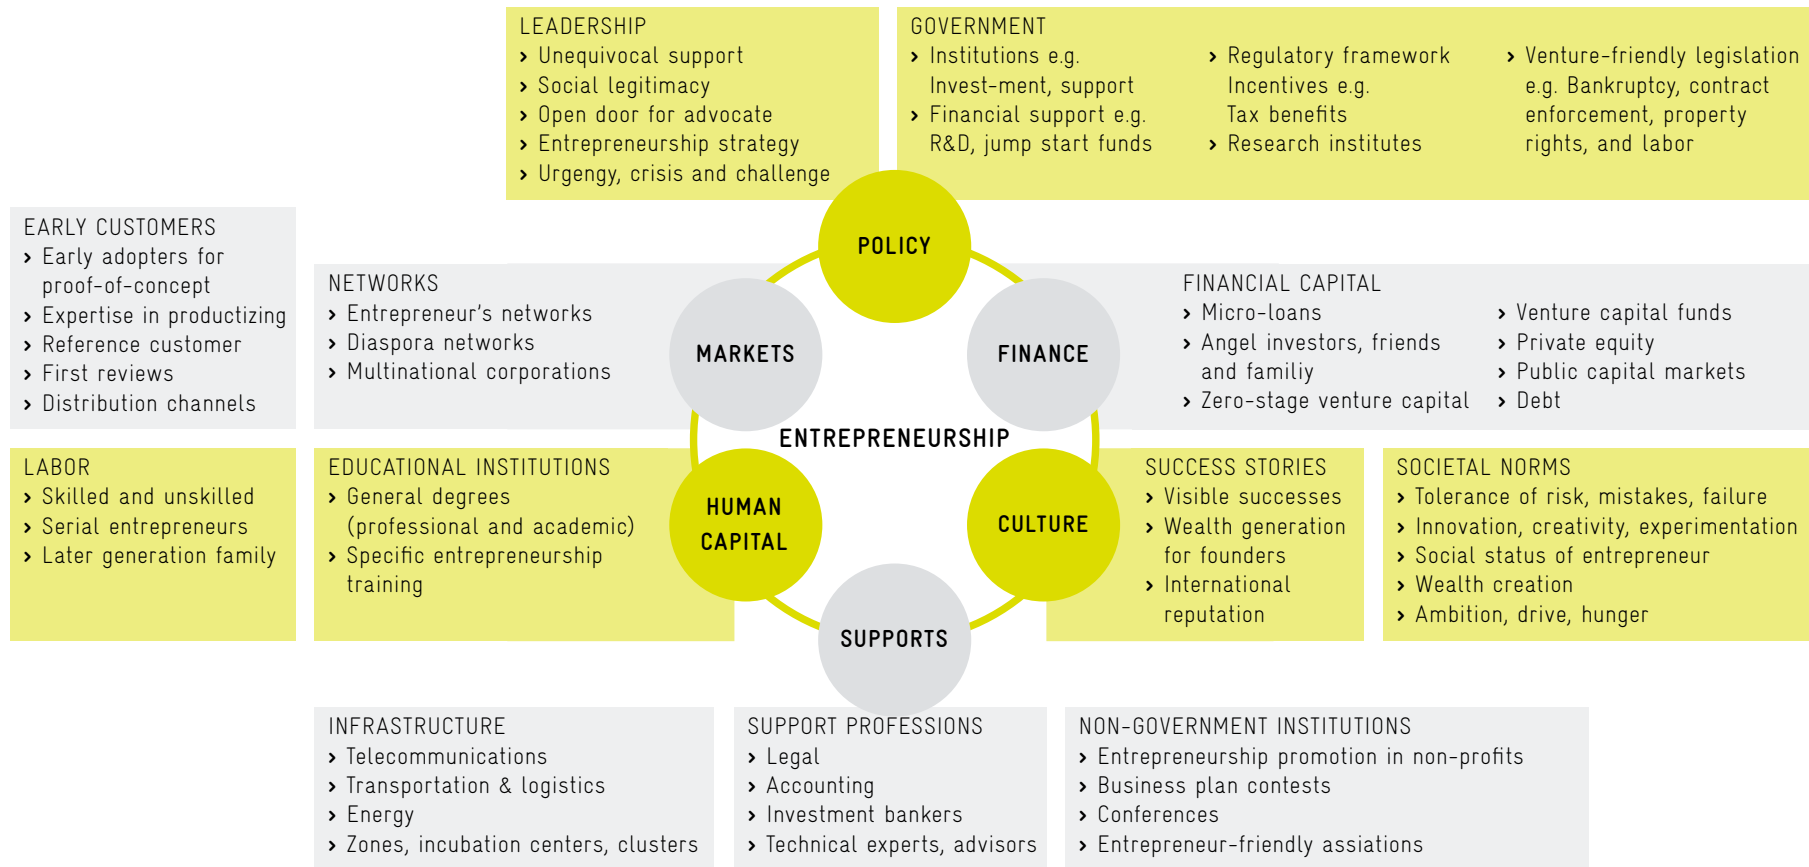 LEADERSHIP
› Unequivocal support
› Social legitimacy
› Open door for advocate
› Entrepreneurship strategy
› Urgengy, crisis and challenge
GOVERNMENT
› Institutions e.g.
Invest-ment, support
› Financial support e.g.
R&D, jump start funds
› Regulatory framework
Incentives e.g.
Tax benefits
› Research institutes
› Venture-friendly legislation
e.g. Bankruptcy, contract
enforcement, property
rights, and labor
POLICY
EARLY CUSTOMERS
› Early adopters for
proof-of-concept
› Expertise in productizing
› Reference customer
› First reviews
› Distribution channels
NETWORKS
› Entrepreneur's networks
› Diaspora networks
› Multinational corporations
MARKETS
FINANCE
FINANCIAL CAPITAL
› Micro-loans
› Angel investors, friends
and familiy
› Zero-stage venture capital
› Venture capital funds
› Private equity
› Public capital markets
› Debt
ENTREPRENEURSHIP
LABOR
› Skilled and unskilled
› Serial entrepreneurs
› Later generation family
EDUCATIONAL INSTITUTIONS
› General degrees
(professional and academic)
› Specific entrepreneurship
training
HUMAN
CAPITAL
CULTURE
SUCCESS STORIES
› Visible successes
› Wealth generation
for founders
› International
reputation
SOCIETAL NORMS
› Tolerance of risk, mistakes, failure
› Innovation, creativity, experimentation
› Social status of entrepreneur
› Wealth creation
› Ambition, drive, hunger
SUPPORTS
INFRASTRUCTURE
› Telecommunications
› Transportation & logistics
› Energy
› Zones, incubation centers, clusters
SUPPORT PROFESSIONS
› Legal
› Accounting
› Investment bankers
› Technical experts, advisors
NON-GOVERNMENT INSTITUTIONS
› Entrepreneurship promotion in non-profits
› Business plan contests
› Conferences
› Entrepreneur-friendly assiations